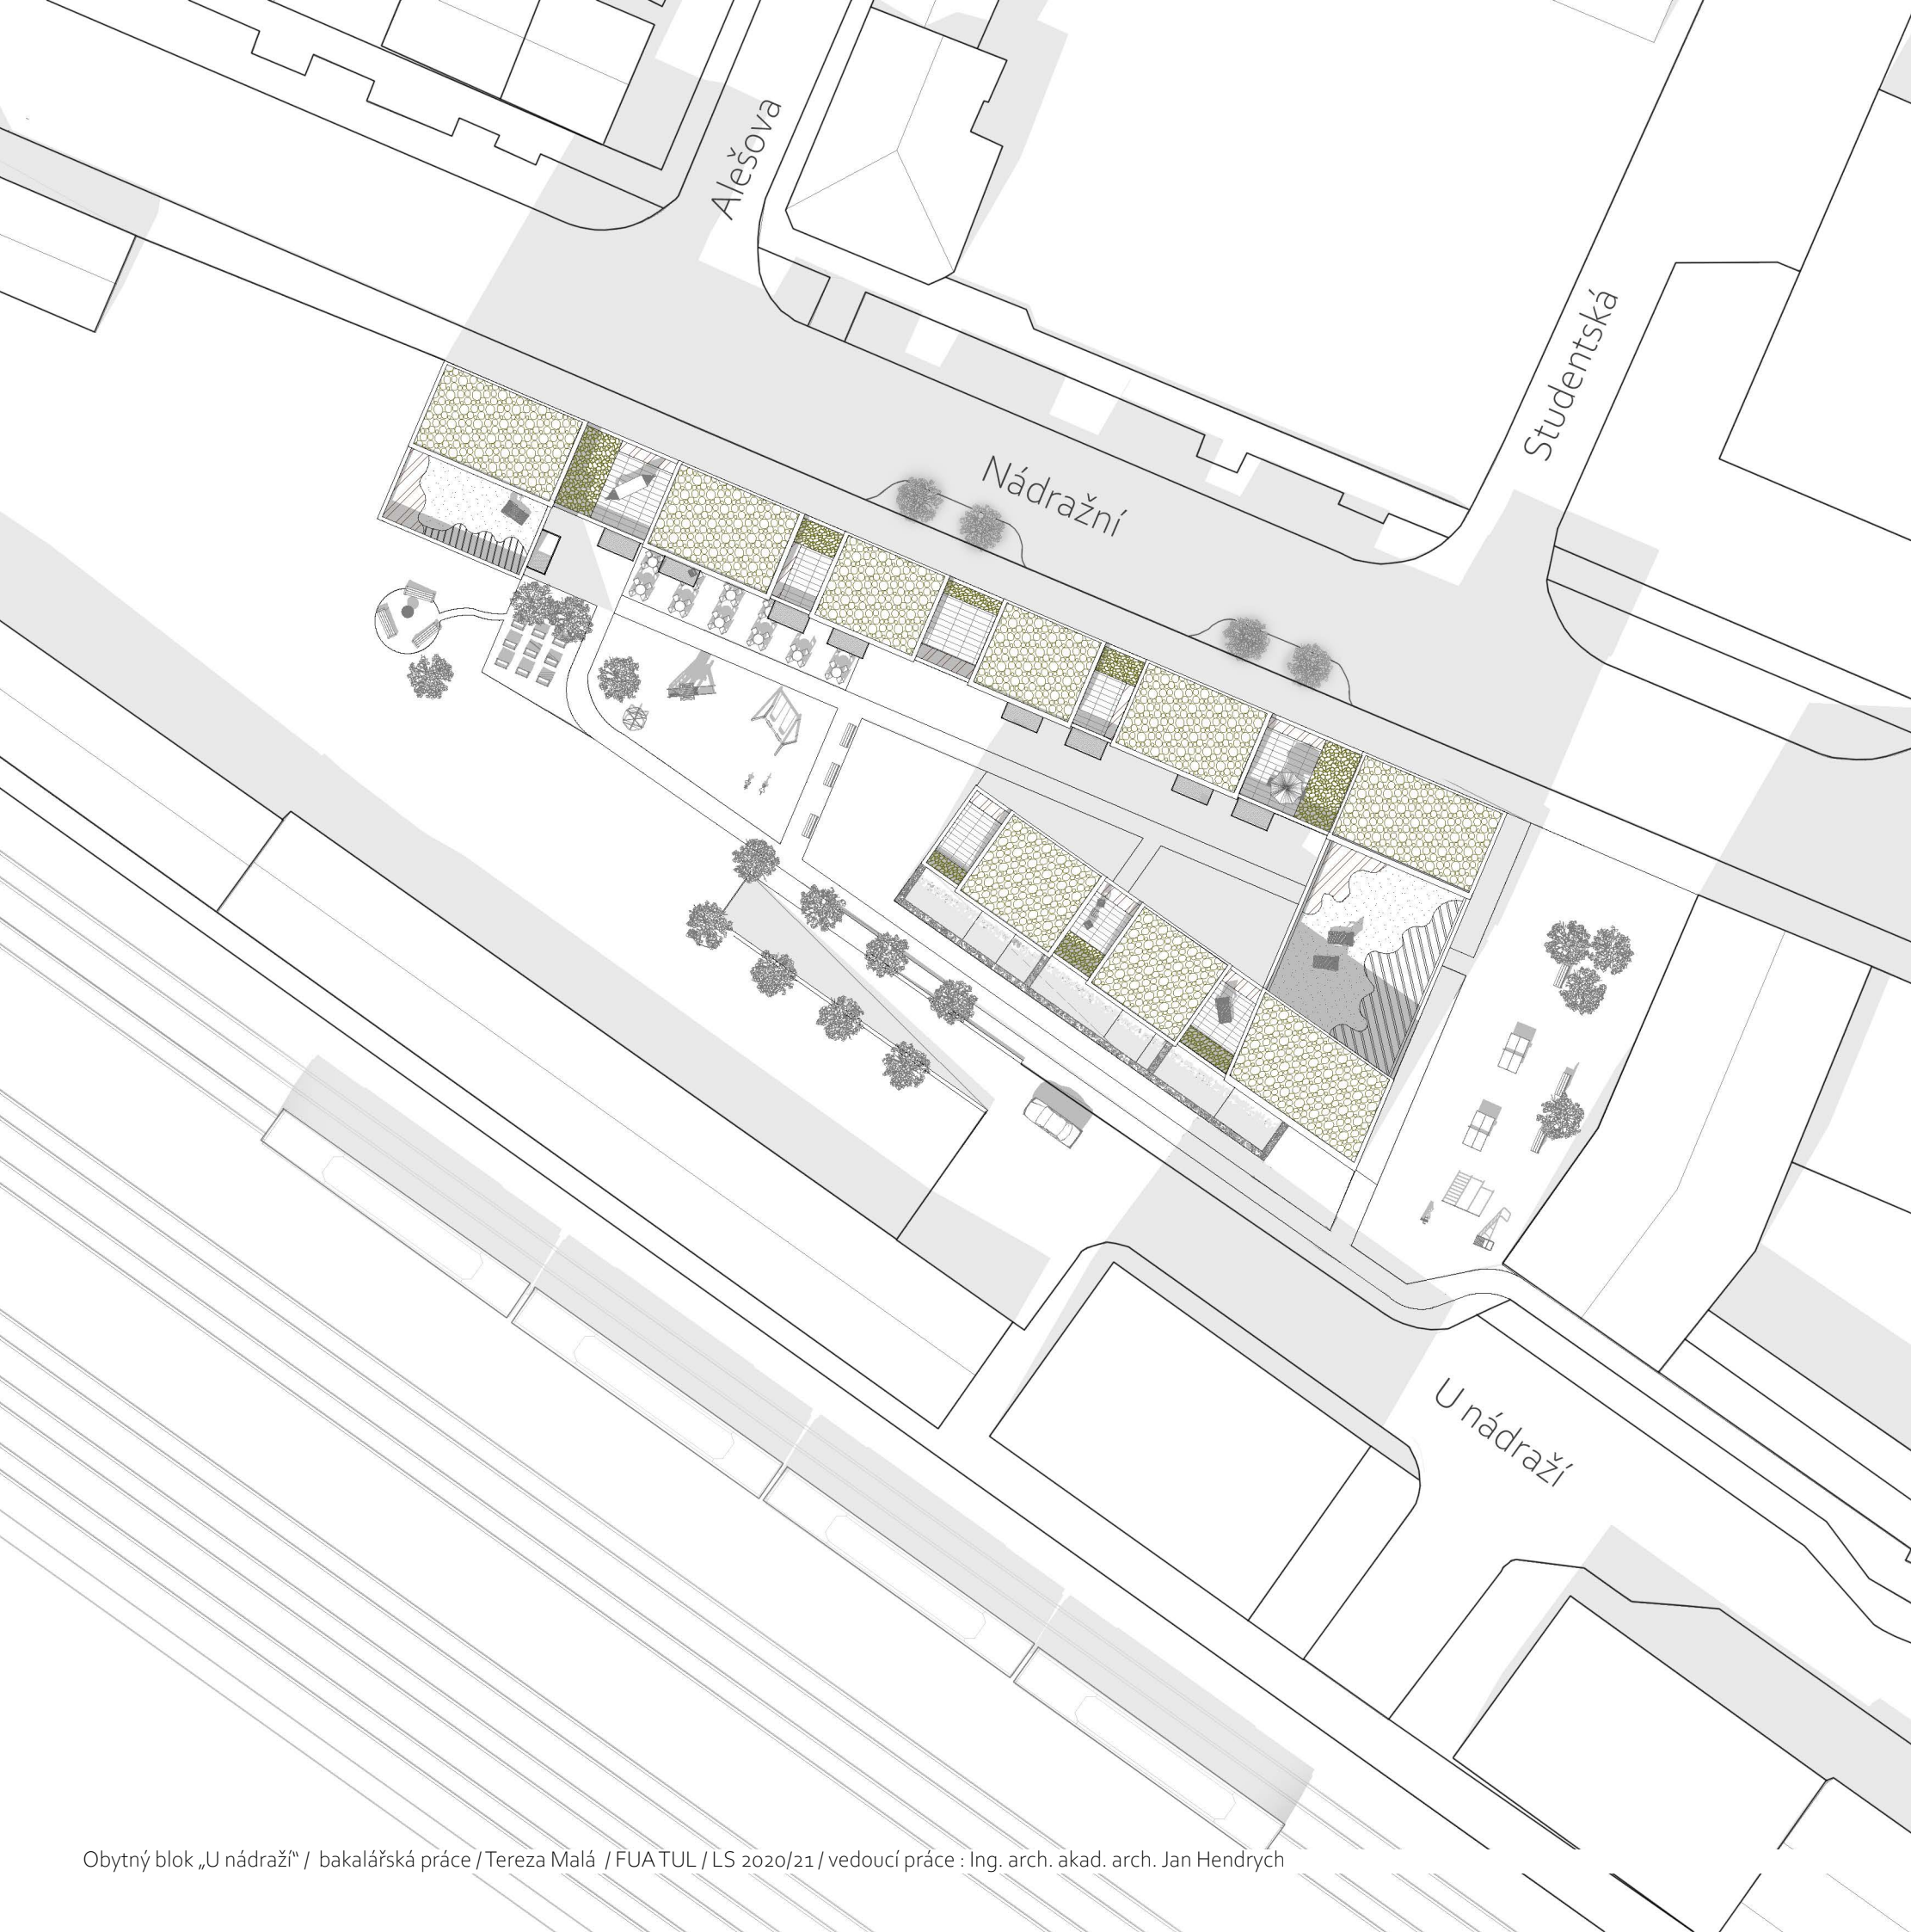 Alešova
Studentská
Nádražní
U nádraží
Obytný blok „U nádraží“ / bakalářská práce / Tereza Malá / FUA TUL / LS 2020/21 / vedoucí práce : Ing. arch. akad. arch. Jan Hendrych